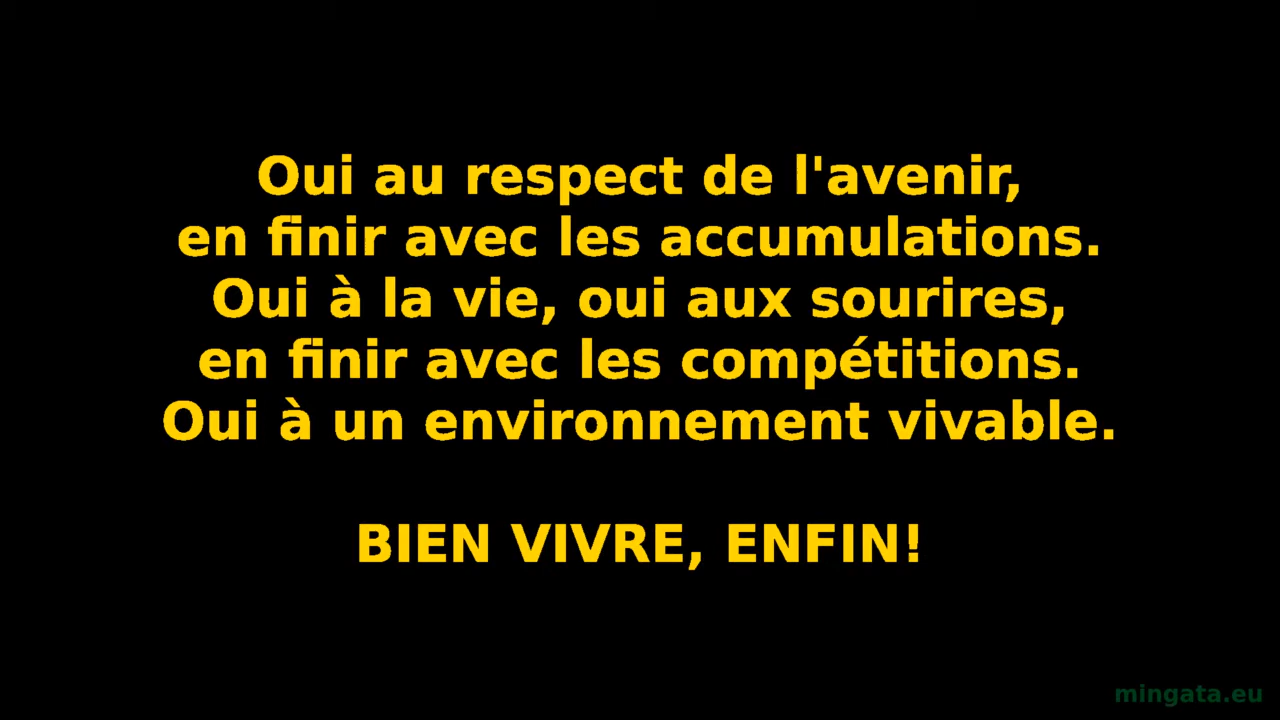 Oui au respect de l'avenir,
en finir avec les accumulations.
Oui à la vie, oui aux sourires,
en finir avec les compétitions.
Oui à un environnement vivable.
BIEN VIVRE, ENFIN!
mingata.eu